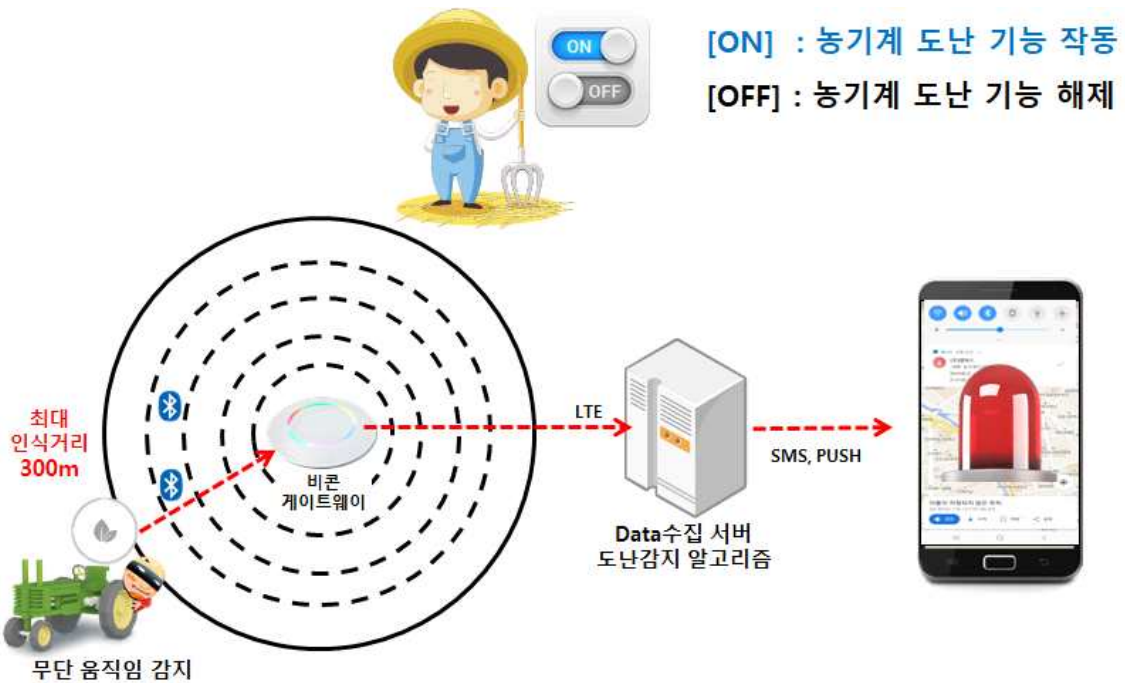 [ON] : 농기계 도난 기능 작동
[OFF] : 농기계 도난 기능 해제
ON
OFF
최대
인식거리
300m
비콘
게이트웨이
LTE
SMS, PUSH
Data수집 서버
도난감지 알고리즘
무단 움직임 감지